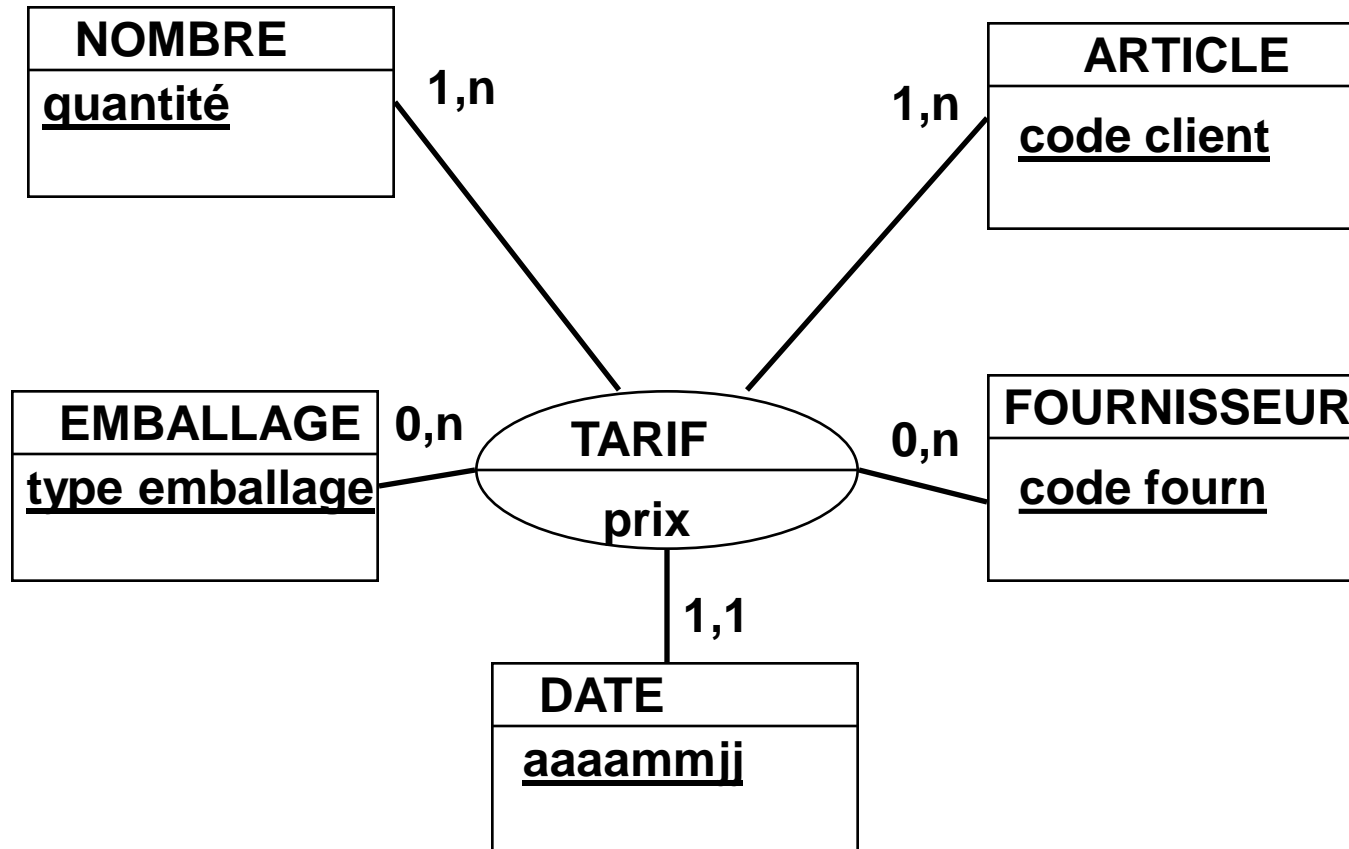 NOMBRE
quantité
1,n
1,n
ARTICLE
code client
EMBALLAGE
type emballage
0,n
TARIF
prix
0,n
FOURNISSEUR
code fourn
1,1
DATE
aaaammjj